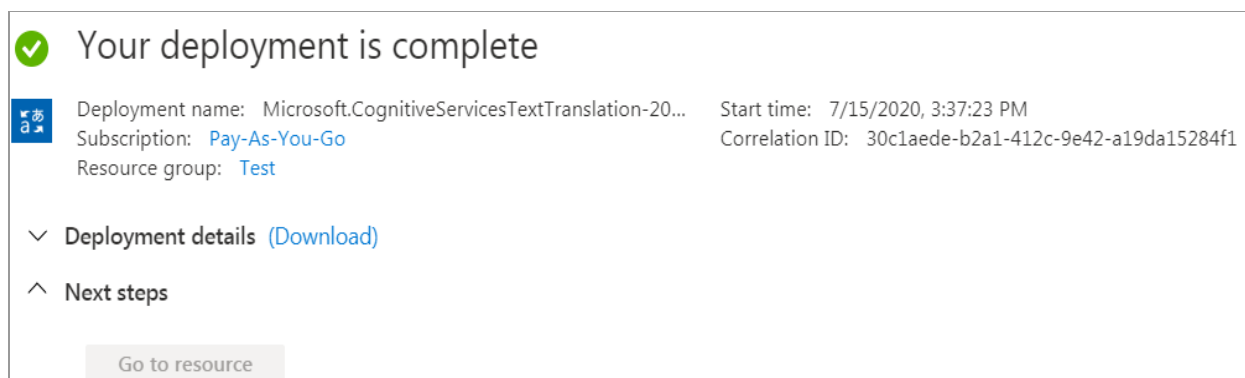 Your deployment is complete
Deployment name: Microsoft.CognitiveServicesTextTranslation-20...
Start time: 7/15/2020, 3:37:23 PM
Subscription: Pay-As-You-Go
Correlation ID: 30c1aede-b2a1-412c-9e42-a19da15284f1
Resource group: Test
Deployment details (Download)
Next steps
Go to resource